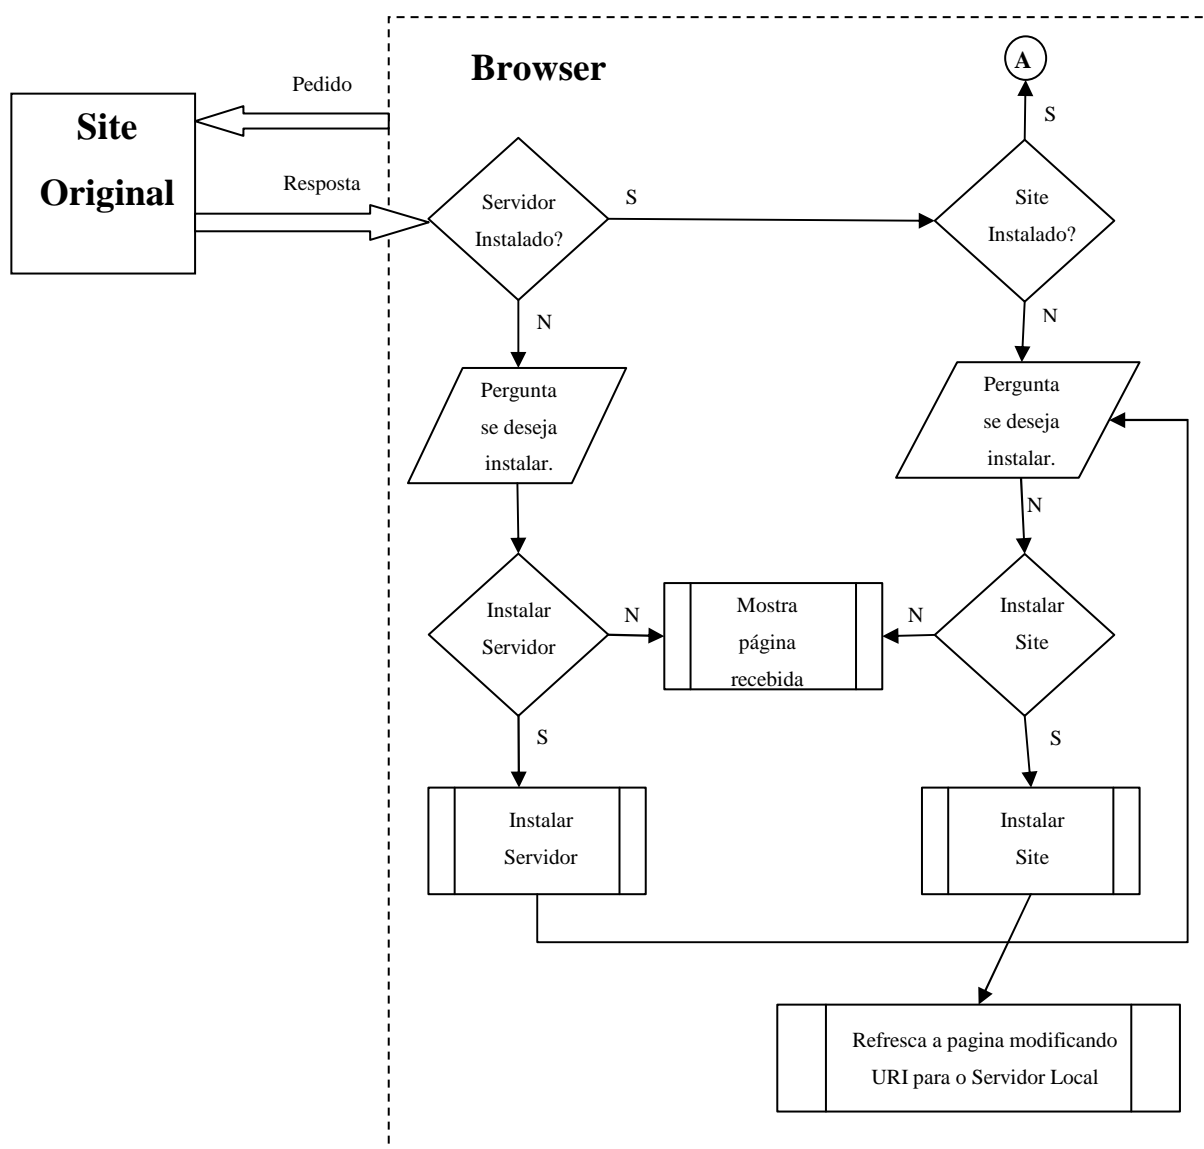 Browser
A
Pedido
S
Site
Original
Resposta
Servidor
Instalado?
S
Site
Instalado?
N
N
Pergunta
se deseja
instalar.
Pergunta
se deseja
instalar.
N
Instalar
Servidor
N
Mostra
página
recebida
N
Instalar
Site
S
S
Instalar
Servidor
Instalar
Site
Refresca a pagina modificando
URI para o Servidor Local